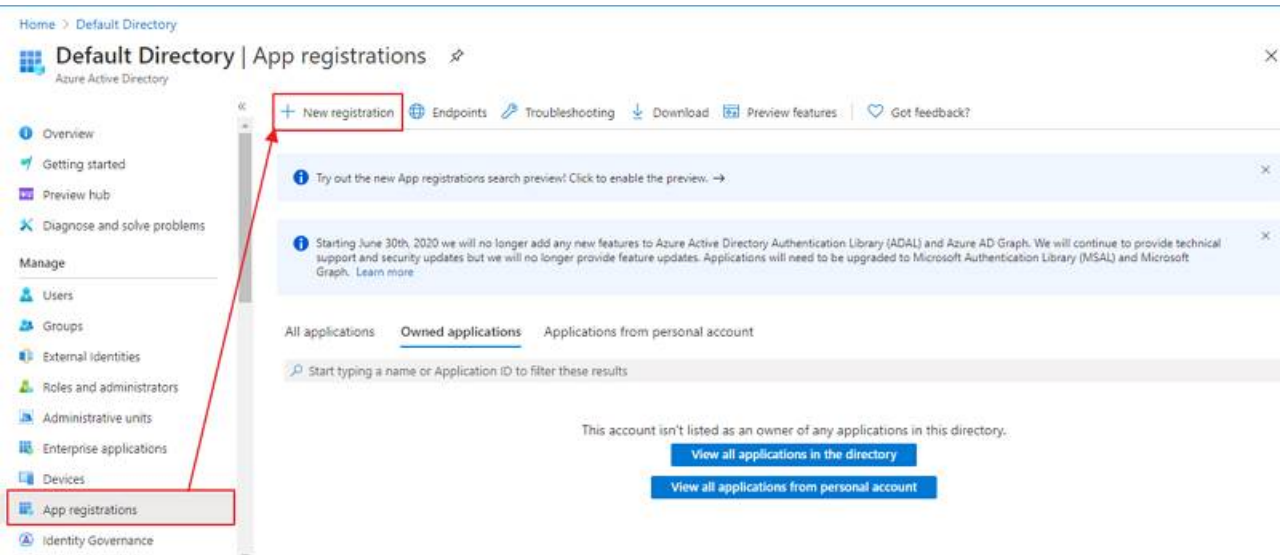 Home > Default Directory
Default Directory | App registrations
Azure Active Directory
New registration
Endpoints
Troubleshooting
Download
Preview features
Got feedback?
Overview
Getting started
Preview hub
Diagnose and solve problems
Manage
Users
Groups
External Identities
Roles and administrators
Administrative units
Enterprise applications
Devices
App registrations
Identity Governance
Try out the new App registrations search preview! Click to enable the preview. →
Starting June 30th, 2020 we will no longer add any new features to Azure Active Directory Authentication Library (ADAL) and Azure AD Graph. We will continue to provide technical
support and security updates but we will no longer provide feature updates. Applications will need to be upgraded to Microsoft Authentication Library (MSAL) and Microsoft
Graph. Learn more
All applications
Owned applications
Applications from personal account
Start typing a name or Application ID to filter these results
This account isn't listed as an owner of any applications in this directory.
View all applications in the directory
View all applications from personal account